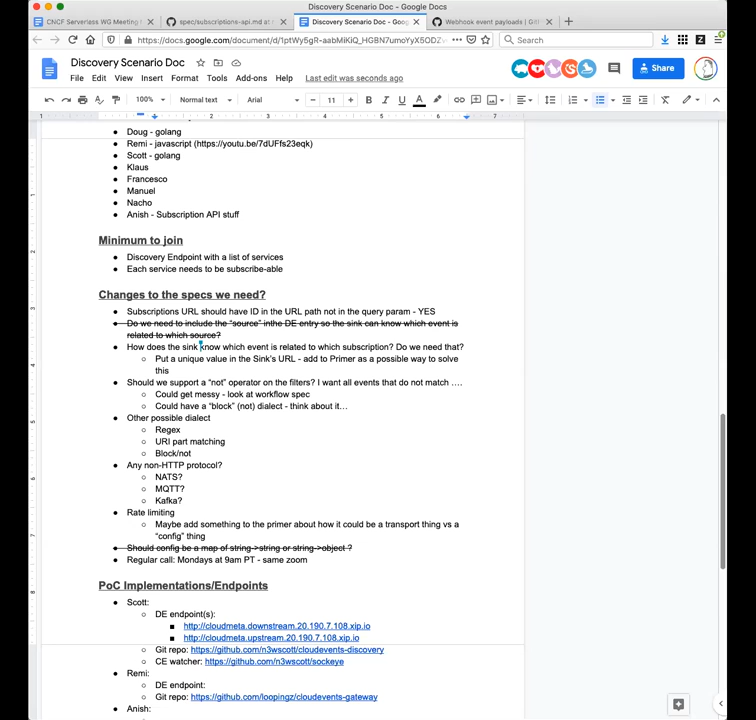 Discovery Scenario Doc - Google Docs
CNCF Serverless WG Meeting
spec/subscriptions-api.md at
Discovery Scenario Doc - Goo
Webhook event payloads | Git
https://docs.google.com/document/d/1ptWy5gR-aabMiKiQ_HGBN7umoYyX5ODZ
Search
Discovery Scenario Doc
File Edit View Insert Format Tools Add-ons Help Last edit was seconds ago
Share
100% Normal text Arial 11
Doug - golang
Remi - javascript (https://youtu.be/7dUFfs23eqk)
Scott - golang
Klaus
Francesco
Manuel
Nacho
Anish - Subscription API stuff
Minimum to join
Discovery Endpoint with a list of services
Each service needs to be subscribe-able
Changes to the specs we need?
Subscriptions URL should have ID in the URL path not in the query param - YES
Do we need to include the "source" inthe DE entry so the sink can know which event is
related to which source?
How does the sink know which event is related to which subscription? Do we need that?
Put a unique value in the Sink's URL - add to Primer as a possible way to solve
this
Should we support a "not" operator on the filters? I want all events that do not match ….
Could get messy - look at workflow spec
Could have a "block" (not) dialect - think about it…
Other possible dialect
Regex
URI part matching
Block/not
Any non-HTTP protocol?
NATS?
MQTT?
Kafka?
Rate limiting
Maybe add something to the primer about how it could be a transport thing vs a
"config" thing
Should config be a map of string->string or string->object ?
Regular call: Mondays at 9am PT - same zoom
PoC Implementations/Endpoints
Scott:
DE endpoint(s):
http://cloudmeta.downstream.20.190.7.108.xip.io
http://cloudmeta.upstream.20.190.7.108.xip.io
Git repo: https://github.com/n3wscott/cloudevents-discovery
CE watcher: https://github.com/n3wscott/sockeye
Remi:
DE endpoint:
Git repo: https://github.com/loopingz/cloudevents-gateway
Anish: